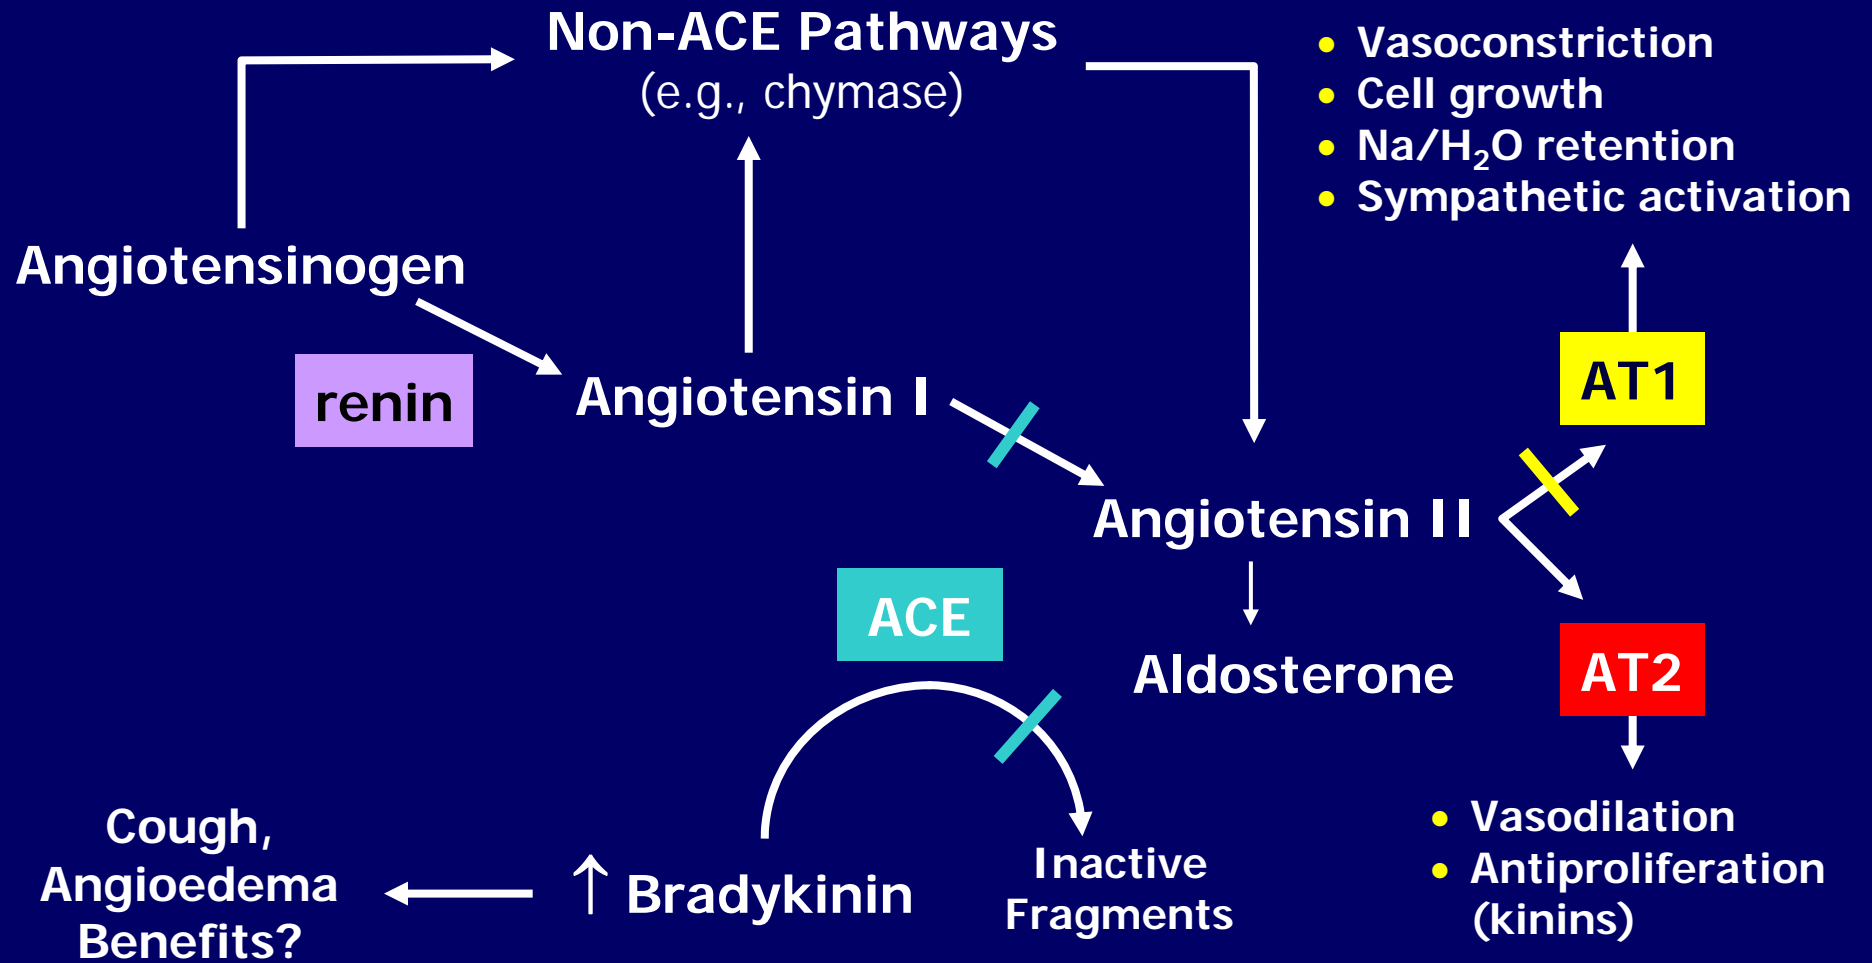 Non-ACE Pathways
(e.g., chymase)
• Vasoconstriction
• Cell growth
• Na/H₂O retention
• Sympathetic activation
Angiotensinogen
renin
Angiotensin I
AT1
Angiotensin II
ACE
Aldosterone
AT2
Cough,
Angioedema
Benefits?
↑ Bradykinin
Inactive
Fragments
• Vasodilation
• Antiproliferation
(kinins)